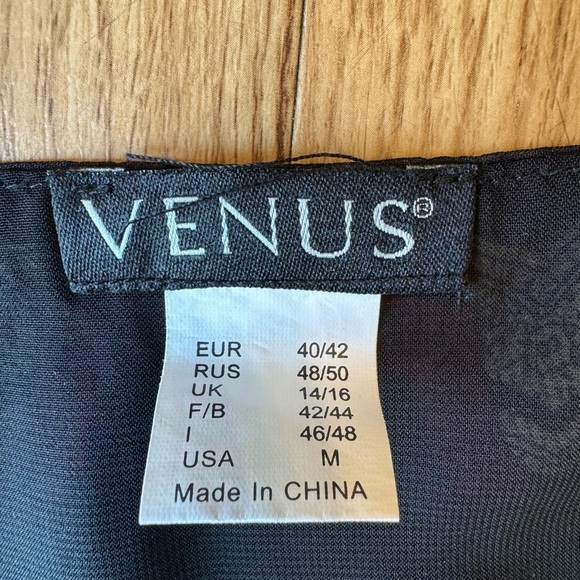 VENUS®
EUR 40/42
RUS 48/50
UK 14/16
F/B 42/44
I 46/48
USA M
Made In CHINA